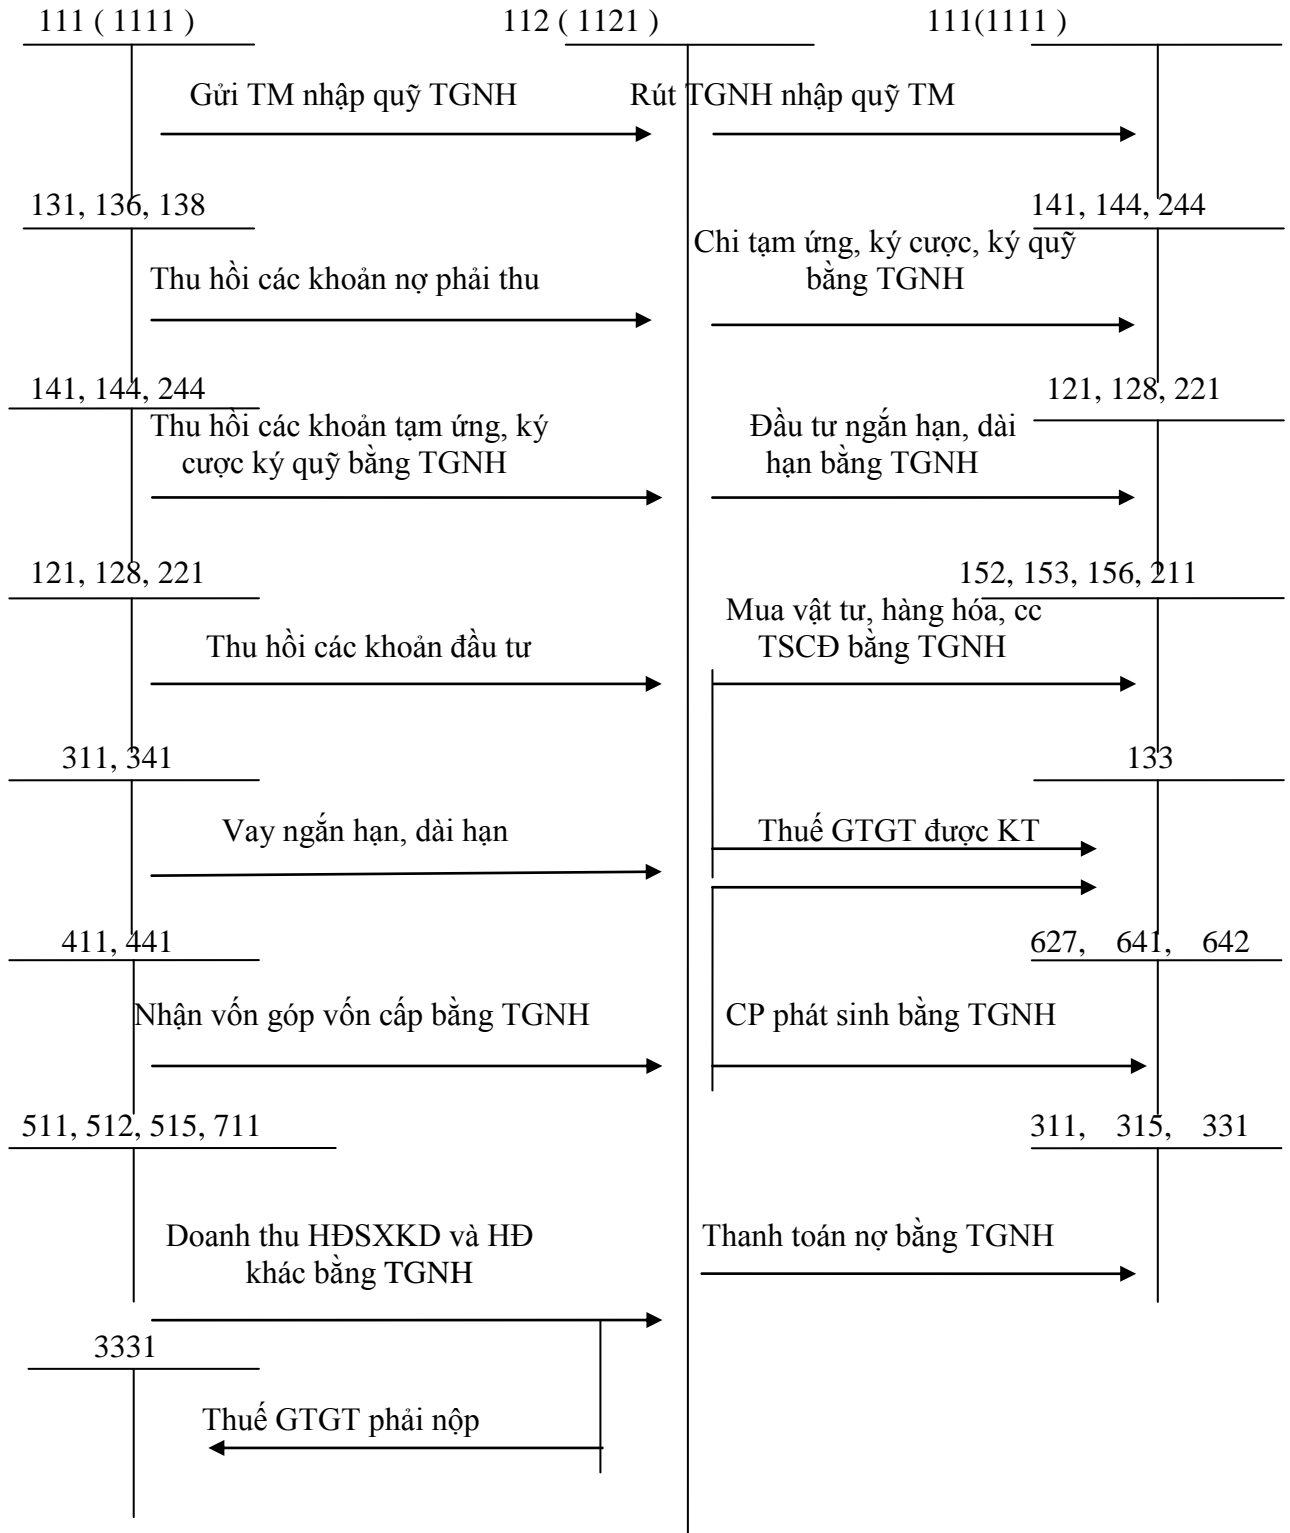 111 ( 1111 )
112 ( 1121 )
111(1111 )
Gửi TM nhập quỹ TGNH
Rút TGNH nhập quỹ TM
131, 136, 138
141, 144, 244
Thu hồi các khoản nợ phải thu
Chi tạm ứng, ký cược, ký quỹ
bằng TGNH
141, 144, 244
121, 128, 221
Thu hồi các khoản tạm ứng, ký
cược ký quỹ bằng TGNH
Đầu tư ngắn hạn, dài
hạn bằng TGNH
121, 128, 221
152, 153, 156, 211
Thu hồi các khoản đầu tư
Mua vật tư, hàng hóa, cc
TSCĐ bằng TGNH
311, 341
133
Vay ngắn hạn, dài hạn
Thuế GTGT được KT
411, 441
627, 641, 642
Nhận vốn góp vốn cấp bằng TGNH
CP phát sinh bằng TGNH
511, 512, 515, 711
311, 315, 331
Doanh thu HĐSXKD và HĐ
khác bằng TGNH
Thanh toán nợ bằng TGNH
3331
Thuế GTGT phải nộp